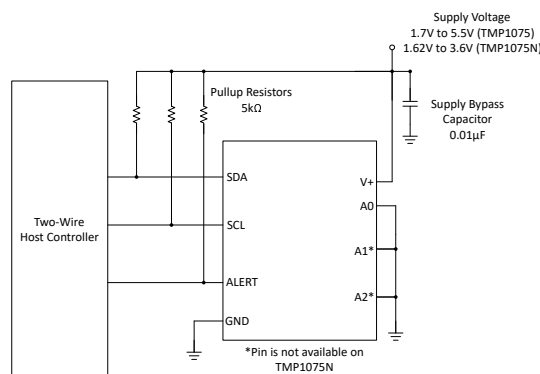 Supply Voltage
1.7V to 5.5V (TMP1075)
1.62V to 3.6V (TMP1075N)
Pullup Resistors
5kΩ
Supply Bypass
Capacitor
0.01µF
Two-Wire
Host Controller
SDA
SCL
ALERT
GND
V+
A0
A1*
A2*
*Pin is not available on
TMP1075N